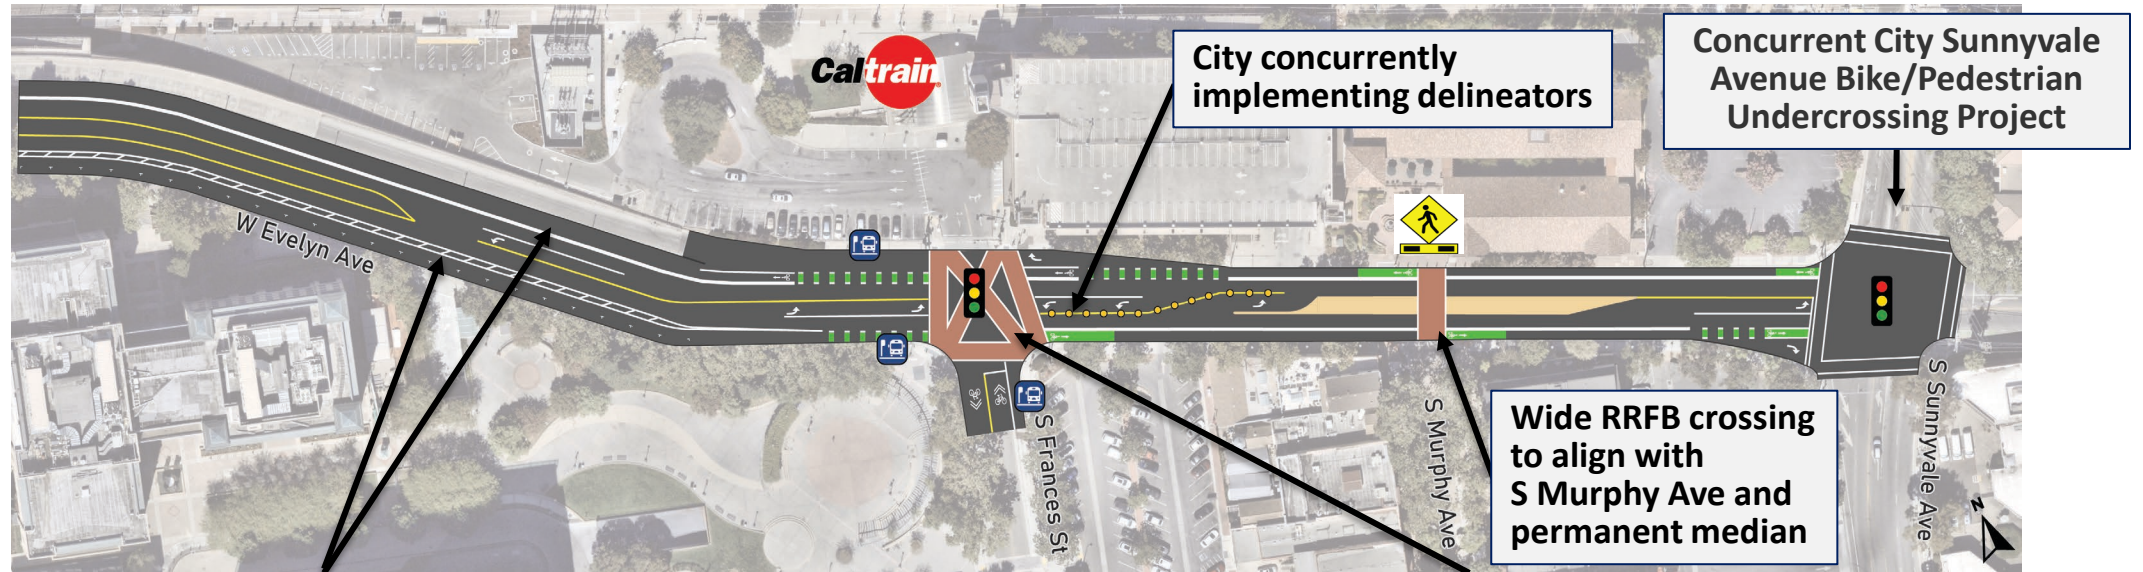 Caltrain
City concurrently
implementing delineators
Concurrent City Sunnyvale
Avenue Bike/Pedestrian
Undercrossing Project
W Evelyn Ave
S Frances St
S Murphy Ave
Wide RRFB crossing
to align with
S Murphy Ave and
permanent median
S Sunnyvale Ave
N